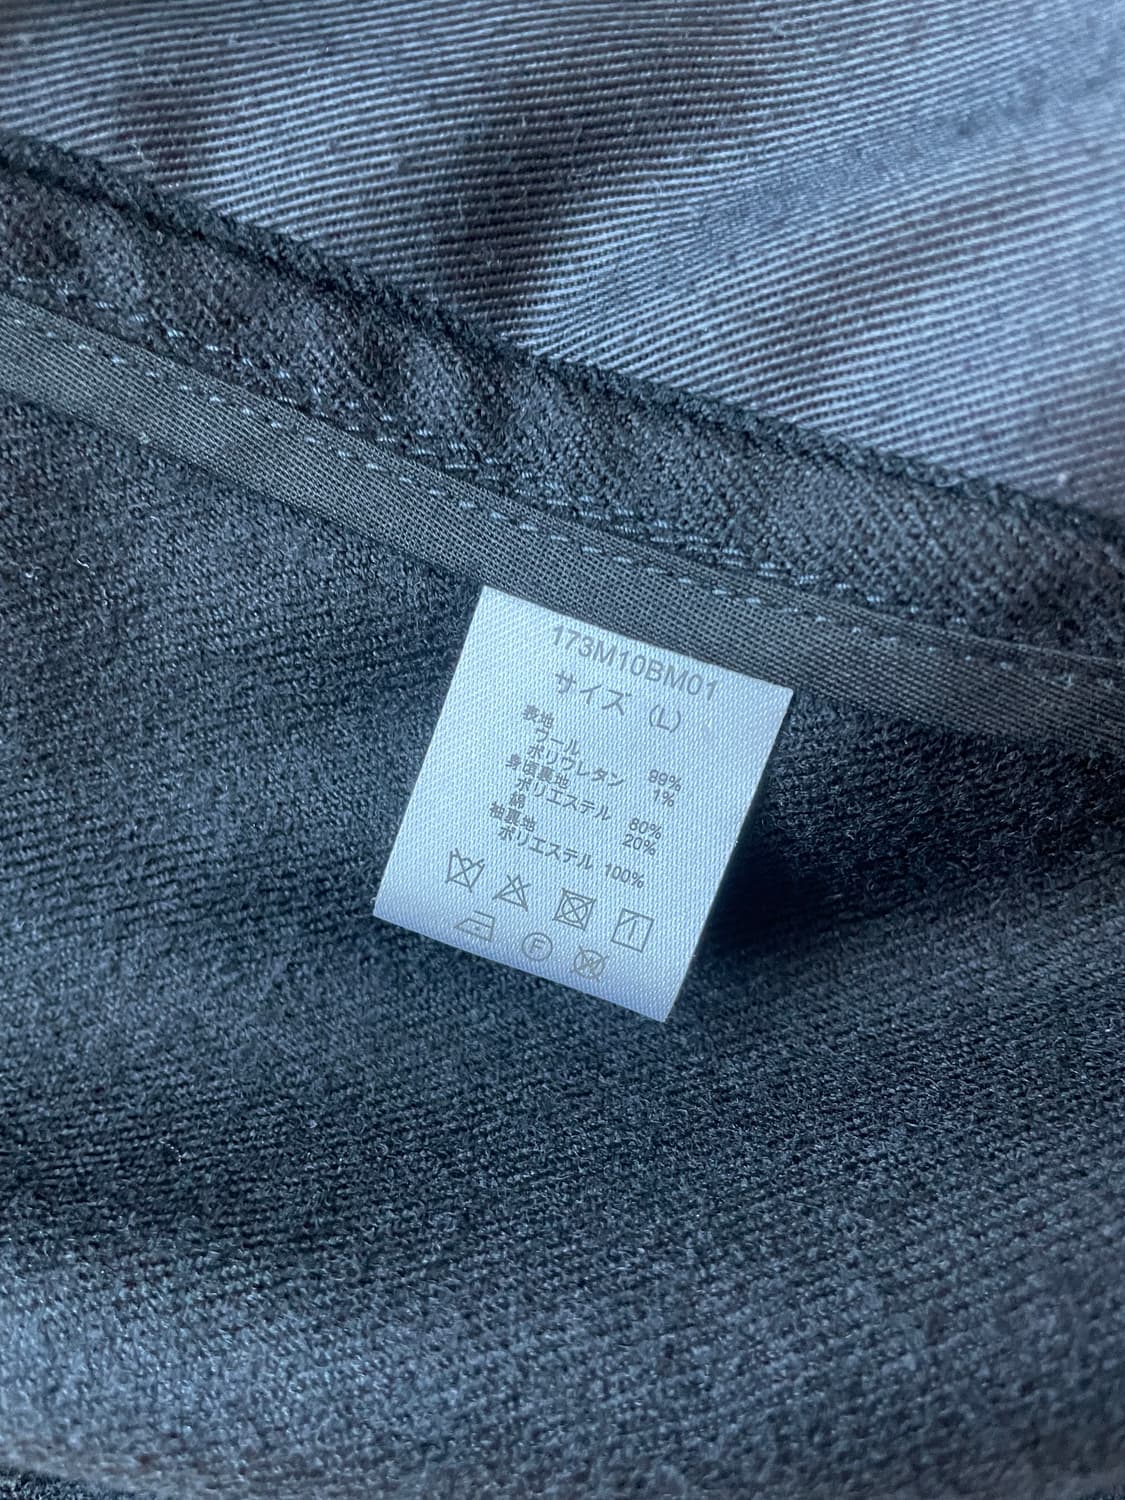 173M10BM01
サイズ (L)
表地
ウール 99%
ポリウレタン 1%
身頃裏地
ポリエステル 80%
綿 20%
袖裏地
ポリエステル 100%
F